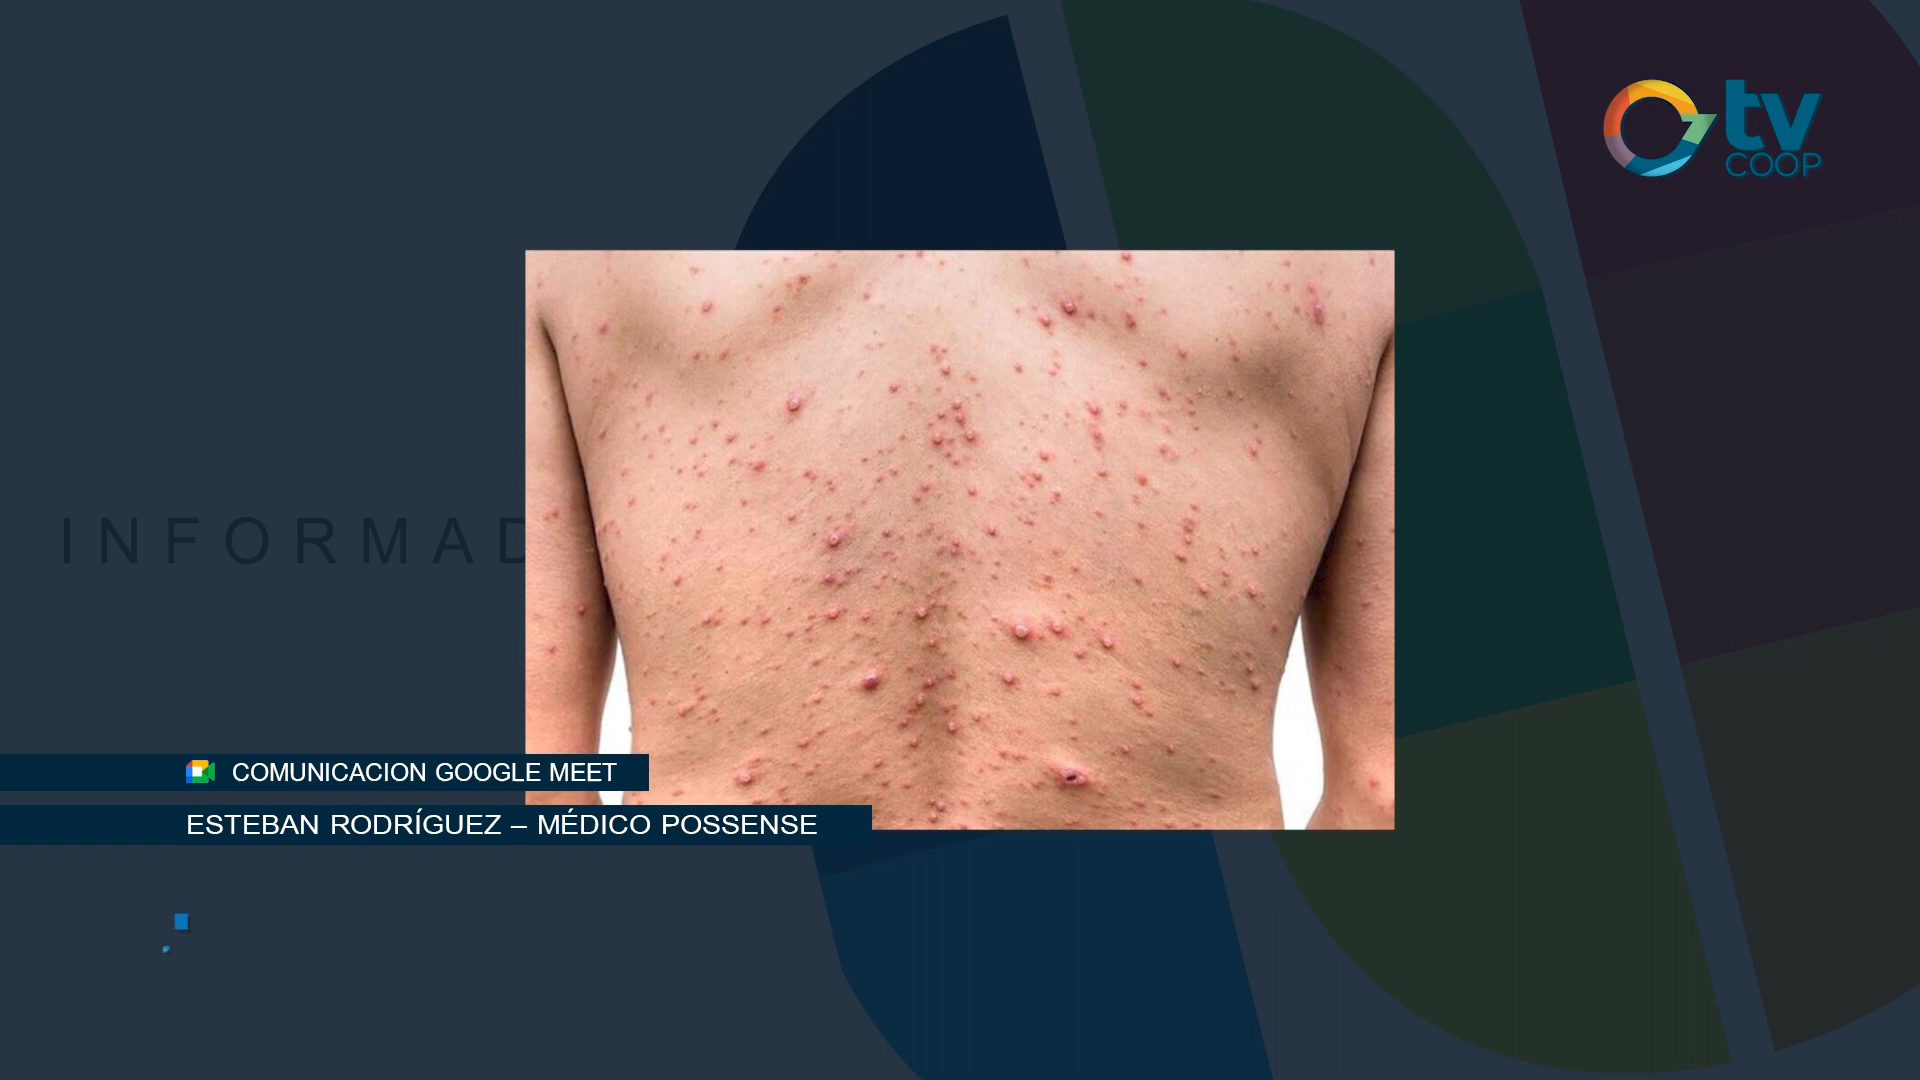 tv
COOP
INFORMAD
COMUNICACION GOOGLE MEET
ESTEBAN RODRÍGUEZ – MÉDICO POSSENSE